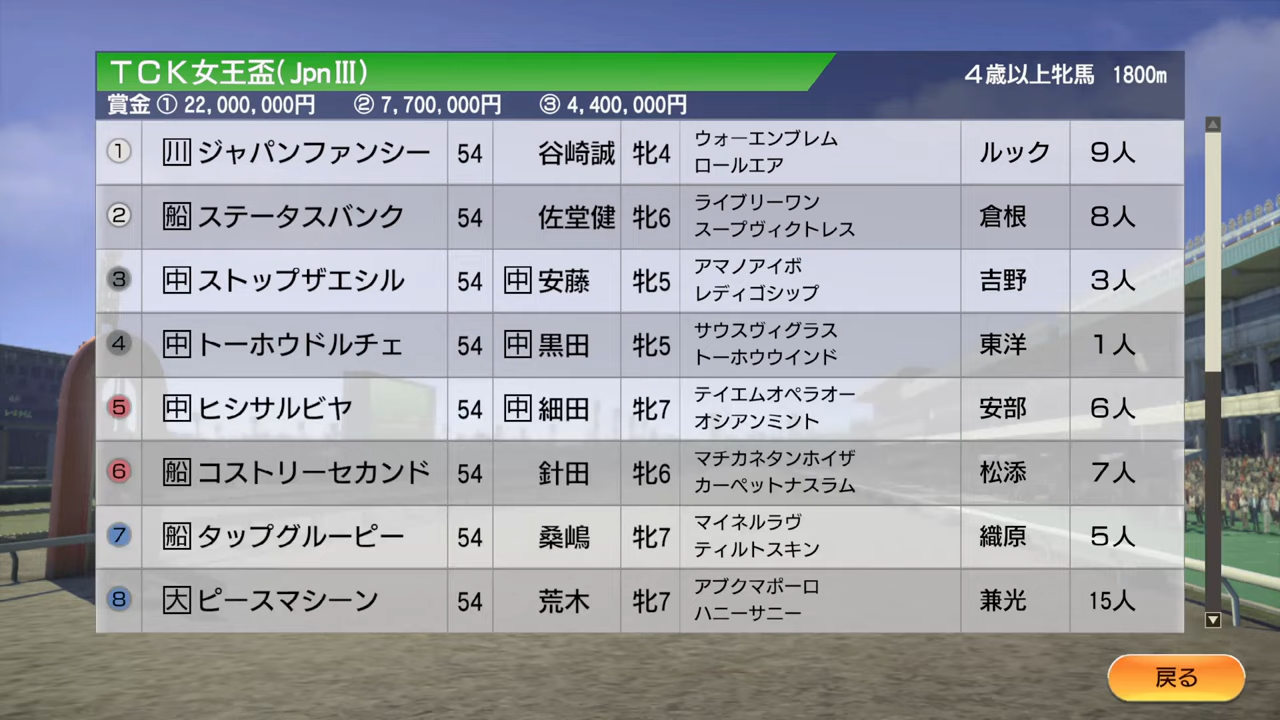 TCK女王盃(JpnⅢ) 4歳以上牝馬 1800m
賞金 ① 22,000,000円 ② 7,700,000円 ③ 4,400,000円
1 川 ジャパンファンシー 54 谷崎誠 牝4 ウォーエンブレム ロールエア ルック 9人
2 船 ステータスバンク 54 佐堂健 牝6 ライブリーワン スープヴィクトレス 倉根 8人
3 中 ストップザエシル 54 中 安藤 牝5 アマノアイボ レディゴシップ 吉野 3人
4 中 トーホウドルチェ 54 中 黒田 牝5 サウスヴィグラス トーホウウインド 東洋 1人
5 中 ヒシサルビヤ 54 中 細田 牝7 テイエムオペラオー オシアンミント 安部 6人
6 船 コストリーセカンド 54 針田 牝6 マチカネタンホイザ カーペットナスラム 松添 7人
7 船 タップグルーピー 54 桑嶋 牝7 マイネルラヴ ティルトスキン 織原 5人
8 大 ピースマシーン 54 荒木 牝7 アブクマポーロ ハニーサニー 兼光 15人
戻る